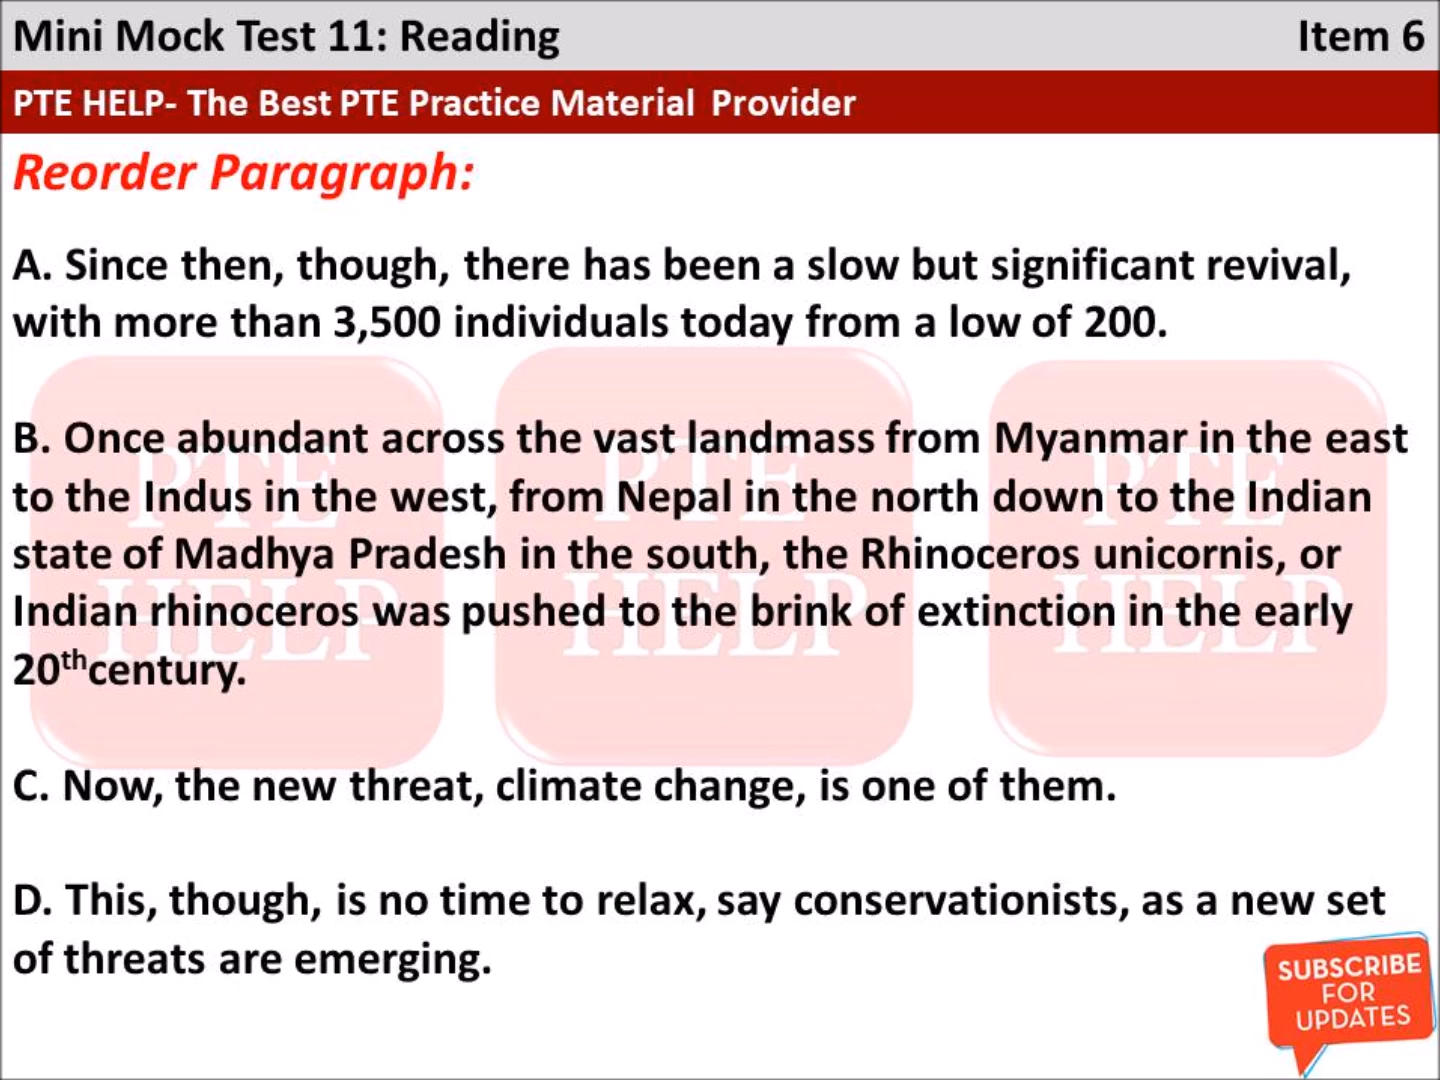 Mini Mock Test 11: Reading
Item 6
PTE HELP- The Best PTE Practice Material Provider
Reorder Paragraph:
A. Since then, though, there has been a slow but significant revival,
with more than 3,500 individuals today from a low of 200.
B. Once abundant across the vast landmass from Myanmar in the east
to the Indus in the west, from Nepal in the north down to the Indian
state of Madhya Pradesh in the south, the Rhinoceros unicornis, or
Indian rhinoceros was pushed to the brink of extinction in the early
20thcentury.
C. Now, the new threat, climate change, is one of them.
D. This, though, is no time to relax, say conservationists, as a new set
of threats are emerging.
PTE
HELP
PTE
HELP
PTE
HELP
SUBSCRIBE
FOR
UPDATES